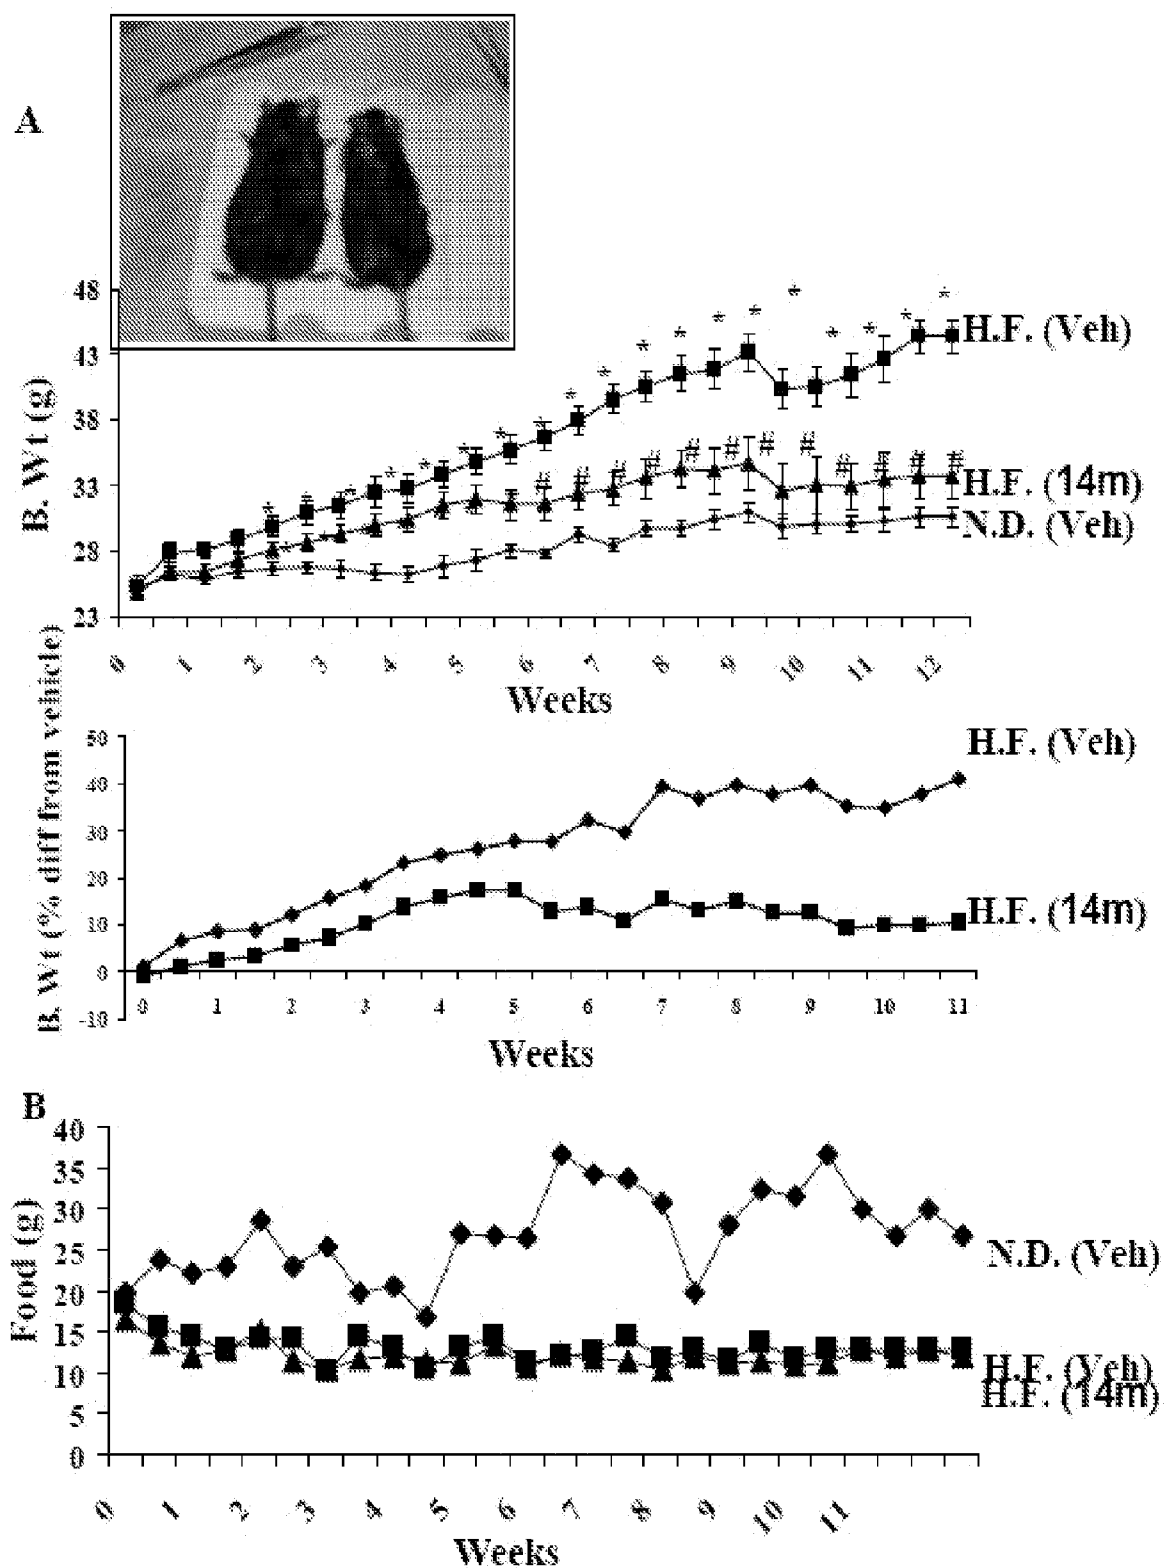 A
48
43
38
33
28
23
B. Wt (g)
H.F. (Veh)
H.F. (14m)
N.D. (Veh)
* * * * * * * * * * * * * * * * * * * * *
# # # # # # # # # # # # #
0 1 2 3 4 5 6 7 8 9 10 11 12
Weeks
B. Wt (% diff from vehicle)
50
40
30
20
10
0
-10
H.F. (Veh)
H.F. (14m)
0 1 2 3 4 5 6 7 8 9 10 11
Weeks
B
40
35
30
25
20
15
10
5
0
Food (g)
N.D. (Veh)
H.F. (Veh)
H.F. (14m)
0 1 2 3 4 5 6 7 8 9 10 11
Weeks